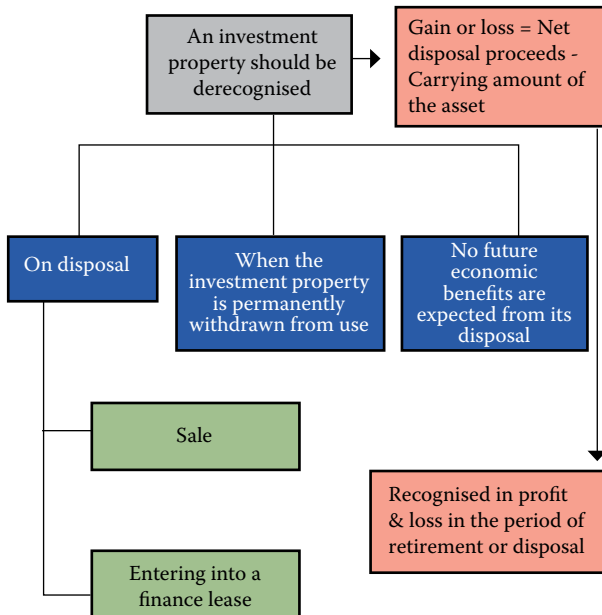 An investment
property should be
derecognised
Gain or loss = Net
disposal proceeds -
Carrying amount of
the asset
On disposal
When the
investment property
is permanently
withdrawn from use
No future
economic
benefits are
expected from its
disposal
Sale
Recognised in profit
& loss in the period of
retirement or disposal
Entering into a
finance lease